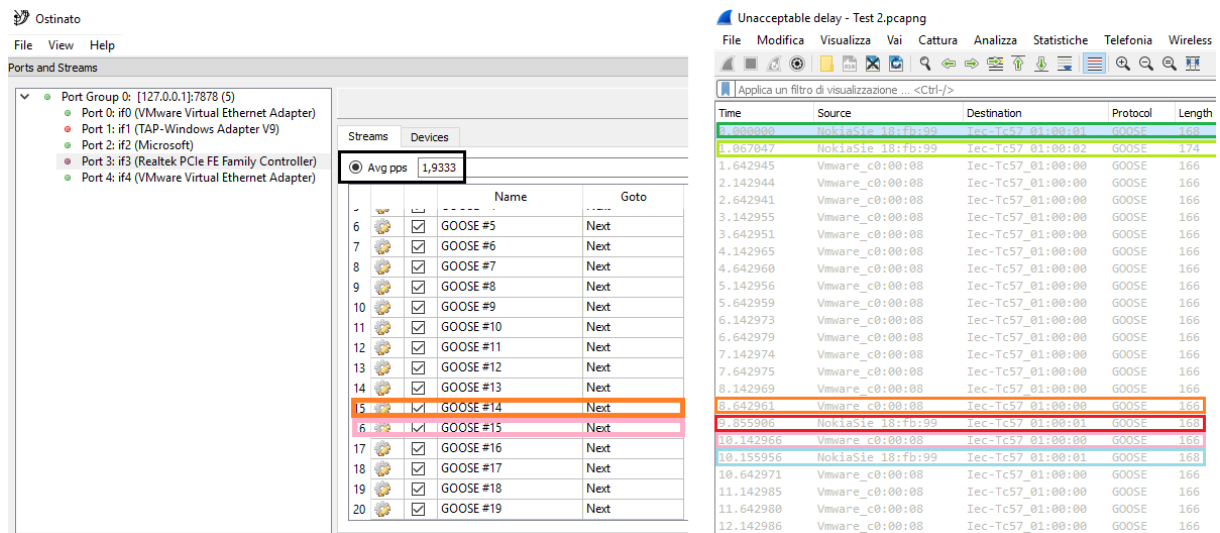 Ostinato
File View Help
Ports and Streams
Port Group 0: [127.0.0.1]:7878 (5)
Port 0: if0 (VMware Virtual Ethernet Adapter)
Port 1: if1 (TAP-Windows Adapter V9)
Port 2: if2 (Microsoft)
Port 3: if3 (Realtek PCIe FE Family Controller)
Port 4: if4 (VMware Virtual Ethernet Adapter)
Streams Devices
Avg pps 1,9333
Name Goto
6 GOOSE #5 Next
7 GOOSE #6 Next
8 GOOSE #7 Next
9 GOOSE #8 Next
10 GOOSE #9 Next
11 GOOSE #10 Next
12 GOOSE #11 Next
13 GOOSE #12 Next
14 GOOSE #13 Next
15 GOOSE #14 Next
6 GOOSE #15 Next
17 GOOSE #16 Next
18 GOOSE #17 Next
19 GOOSE #18 Next
20 GOOSE #19 Next
Unacceptable delay - Test 2.pcapng
File Modifica Visualizza Vai Cattura Analizza Statistiche Telefonia Wireless
Applica un filtro di visualizzazione ... <Ctrl-/>
Time Source Destination Protocol Length
0.000000 NokiaSie_18:fb:99 Iec-Tc57_01:00:01 GOOSE 168
1.067047 NokiaSie_18:fb:99 Iec-Tc57_01:00:02 GOOSE 174
1.642945 Vmware_c0:00:08 Iec-Tc57_01:00:00 GOOSE 166
2.142944 Vmware_c0:00:08 Iec-Tc57_01:00:00 GOOSE 166
2.642941 Vmware_c0:00:08 Iec-Tc57_01:00:00 GOOSE 166
3.142955 Vmware_c0:00:08 Iec-Tc57_01:00:00 GOOSE 166
3.642951 Vmware_c0:00:08 Iec-Tc57_01:00:00 GOOSE 166
4.142965 Vmware_c0:00:08 Iec-Tc57_01:00:00 GOOSE 166
4.642960 Vmware_c0:00:08 Iec-Tc57_01:00:00 GOOSE 166
5.142956 Vmware_c0:00:08 Iec-Tc57_01:00:00 GOOSE 166
5.642959 Vmware_c0:00:08 Iec-Tc57_01:00:00 GOOSE 166
6.142973 Vmware_c0:00:08 Iec-Tc57_01:00:00 GOOSE 166
6.642979 Vmware_c0:00:08 Iec-Tc57_01:00:00 GOOSE 166
7.142974 Vmware_c0:00:08 Iec-Tc57_01:00:00 GOOSE 166
7.642975 Vmware_c0:00:08 Iec-Tc57_01:00:00 GOOSE 166
8.142969 Vmware_c0:00:08 Iec-Tc57_01:00:00 GOOSE 166
8.642961 Vmware_c0:00:08 Iec-Tc57_01:00:00 GOOSE 166
9.855906 NokiaSie_18:fb:99 Iec-Tc57_01:00:01 GOOSE 168
10.142966 Vmware_c0:00:08 Iec-Tc57_01:00:00 GOOSE 166
10.155956 NokiaSie_18:fb:99 Iec-Tc57_01:00:01 GOOSE 168
10.642971 Vmware_c0:00:08 Iec-Tc57_01:00:00 GOOSE 166
11.142985 Vmware_c0:00:08 Iec-Tc57_01:00:00 GOOSE 166
11.642980 Vmware_c0:00:08 Iec-Tc57_01:00:00 GOOSE 166
12.142986 Vmware_c0:00:08 Iec-Tc57_01:00:00 GOOSE 166